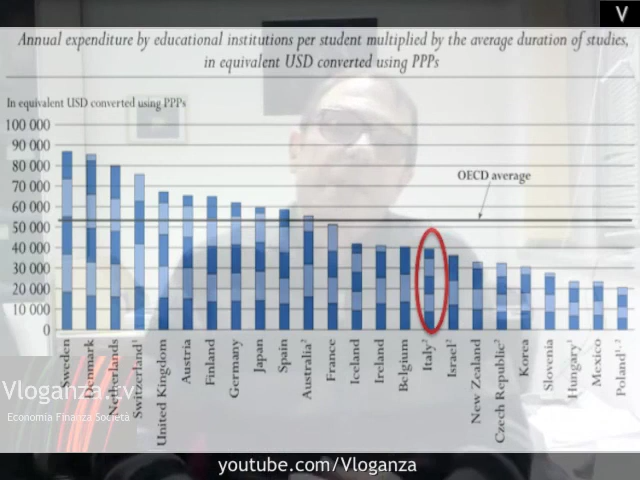 V
Annual expenditure by educational institutions per student multiplied by the average duration of studies,
in equivalent USD converted using PPPs
In equivalent USD converted using PPPs
100 000
90 000
80 000
70 000
60 000
50 000
40 000
30 000
20 000
10 000
0
OECD average
Sweden
Denmark
Netherlands
Switzerland¹
United Kingdom
Austria
Finland
Germany
Japan
Spain
Australia²
France
Iceland
Ireland
Belgium
Italy²
Israel²
New Zealand
Czech Republic²
Korea
Slovenia
Hungary¹
Mexico
Poland¹·²
Vloganza.tv
Economia Finanza Società
youtube.com/Vloganza